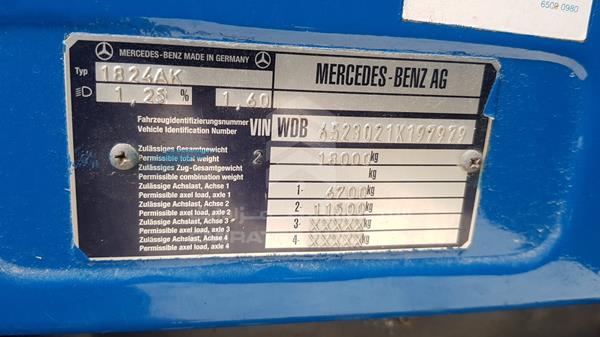 6509 0980
MERCEDES-BENZ MADE IN GERMANY
MERCEDES-BENZ AG
Typ 1824AK
1,25 % 1,60
Fahrzeugidentifizierungsnummer
Vehicle Identification Number VIN WDB 6523021K197979
Zulässiges Gesamtgewicht
Permissible total weight 2 18000 kg
Zulässiges Zug-Gesamtgewicht
Permissible combination weight kg
Zulässige Achslast, Achse 1
Permissible axel load, axle 1 1- 6700 kg
Zulässige Achslast, Achse 2
Permissible axel load, axle 2 2- 11500 kg
Zulässige Achslast, Achse 3
Permissible axel load, axle 3 3- XXXXX kg
Zulässige Achslast, Achse 4
Permissible axel load, axle 4 4- XXXXX kg